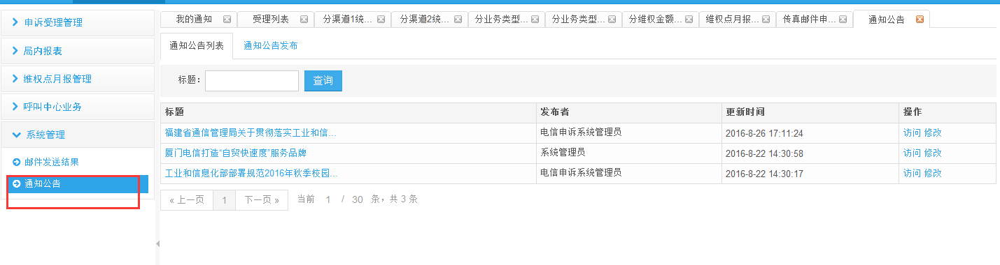 申诉受理管理
局内报表
维权点月报管理
呼叫中心业务
系统管理
邮件发送结果
通知公告
我的通知 受理列表 分渠道1统... 分渠道2统... 分业务类型... 分业务类型... 分维权金额... 维权点月报... 传真邮件申... 通知公告
通知公告列表 通知公告发布
标题： 查询
标题 发布者 更新时间 操作
福建省通信管理局关于贯彻落实工业和信... 电信申诉系统管理员 2016-8-26 17:11:24 访问 修改
厦门电信打造“自贸快速度”服务品牌 系统管理员 2016-8-22 14:30:58 访问 修改
工业和信息化部部署规范2016年秋季校园... 电信申诉系统管理员 2016-8-22 14:30:17 访问 修改
« 上一页 1 下一页 » 当前 1 / 30 条，共 3 条